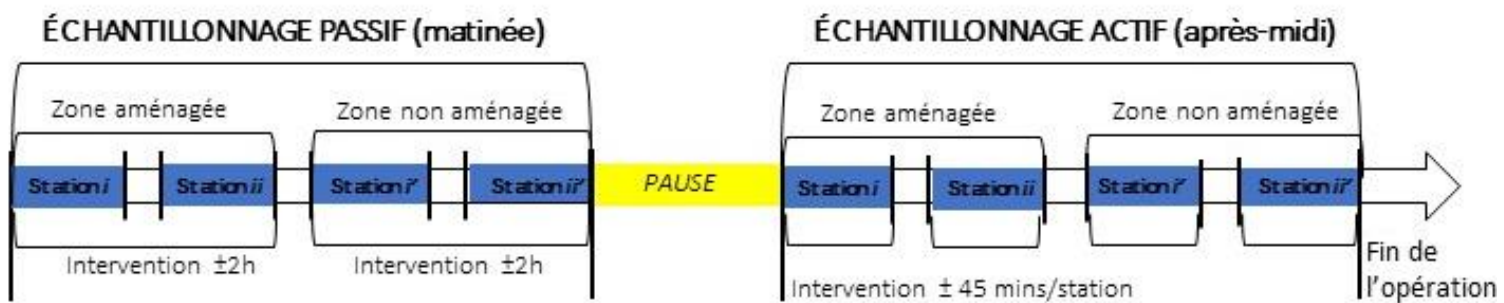 ÉCHANTILLONNAGE PASSIF (matinée)
ÉCHANTILLONNAGE ACTIF (après-midi)
Zone aménagée
Zone non aménagée
Zone aménagée
Zone non aménagée
Station i
Station ii
Station i'
Station ii'
PAUSE
Station i
Station ii
Station i'
Station ii'
Intervention ±2h
Intervention ±2h
Intervention ± 45 mins/station
Fin de
l'opération